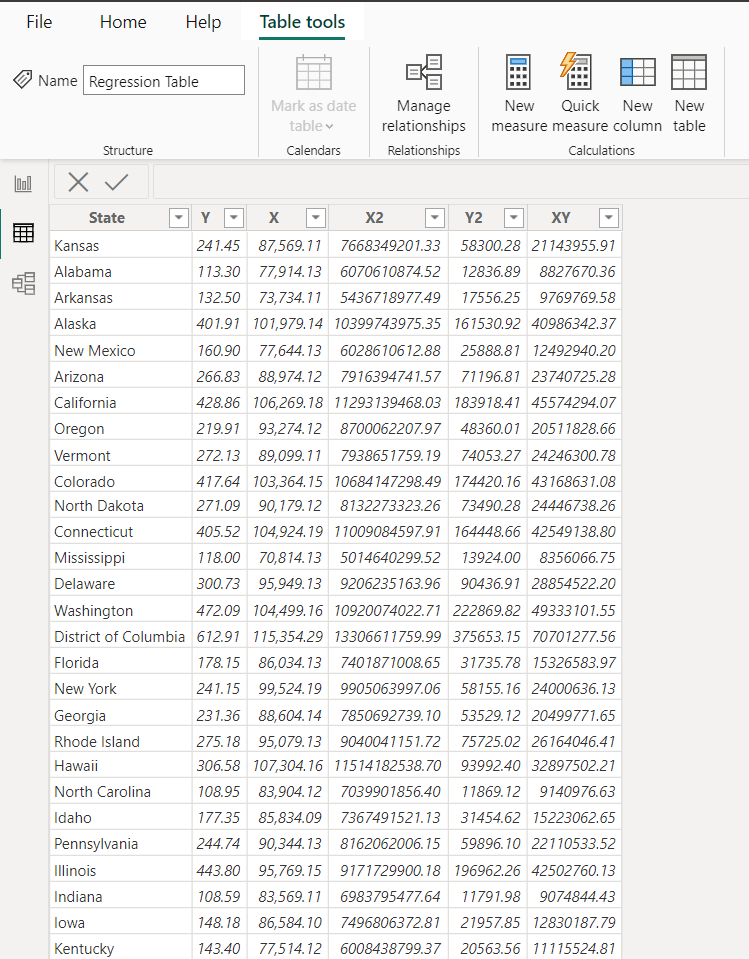 File Home Help Table tools
Name Regression Table
Mark as date
table
Manage
relationships
New
measure
Quick
measure
New
column
New
table
Structure Calendars Relationships Calculations
State Y X X2 Y2 XY
Kansas 241.45 87,569.11 7668349201.33 58300.28 21143955.91
Alabama 113.30 77,914.13 6070610874.52 12836.89 8827670.36
Arkansas 132.50 73,734.11 5436718977.49 17556.25 9769769.58
Alaska 401.91 101,979.14 10399743975.35 161530.92 40986342.37
New Mexico 160.90 77,644.13 6028610612.88 25888.81 12492940.20
Arizona 266.83 88,974.12 7916394741.57 71196.81 23740725.28
California 428.86 106,269.18 11293139468.03 183918.41 45574294.07
Oregon 219.91 93,274.12 8700062207.97 48360.01 20511828.66
Vermont 272.13 89,099.11 7938651759.19 74053.27 24246300.78
Colorado 417.64 103,364.15 10684147298.49 174420.16 43168631.08
North Dakota 271.09 90,179.12 8132273323.26 73490.28 24446738.26
Connecticut 405.52 104,924.19 11009084597.91 164448.66 42549138.80
Mississippi 118.00 70,814.13 5014640299.52 13924.00 8356066.75
Delaware 300.73 95,949.13 9206235163.96 90436.91 28854522.20
Washington 472.09 104,499.16 10920074022.71 222869.82 49333101.55
District of Columbia 612.91 115,354.29 13306611759.99 375653.15 70701277.56
Florida 178.15 86,034.13 7401871008.65 31735.78 15326583.97
New York 241.15 99,524.19 9905063997.06 58155.16 24000636.13
Georgia 231.36 88,604.14 7850692739.10 53529.12 20499771.65
Rhode Island 275.18 95,079.13 9040041151.72 75725.02 26164046.41
Hawaii 306.58 107,304.16 11514182538.70 93992.40 32897502.21
North Carolina 108.95 83,904.12 7039901856.40 11869.12 9140976.63
Idaho 177.35 85,834.09 7367491521.13 31454.62 15223062.65
Pennsylvania 244.74 90,344.13 8162062006.15 59896.10 22110533.52
Illinois 443.80 95,769.15 9171729900.18 196962.26 42502760.13
Indiana 108.59 83,569.11 6983795477.64 11791.98 9074844.43
Iowa 148.18 86,584.10 7496806372.81 21957.85 12830187.79
Kentucky 143.40 77,514.12 6008438799.37 20563.56 11115524.81